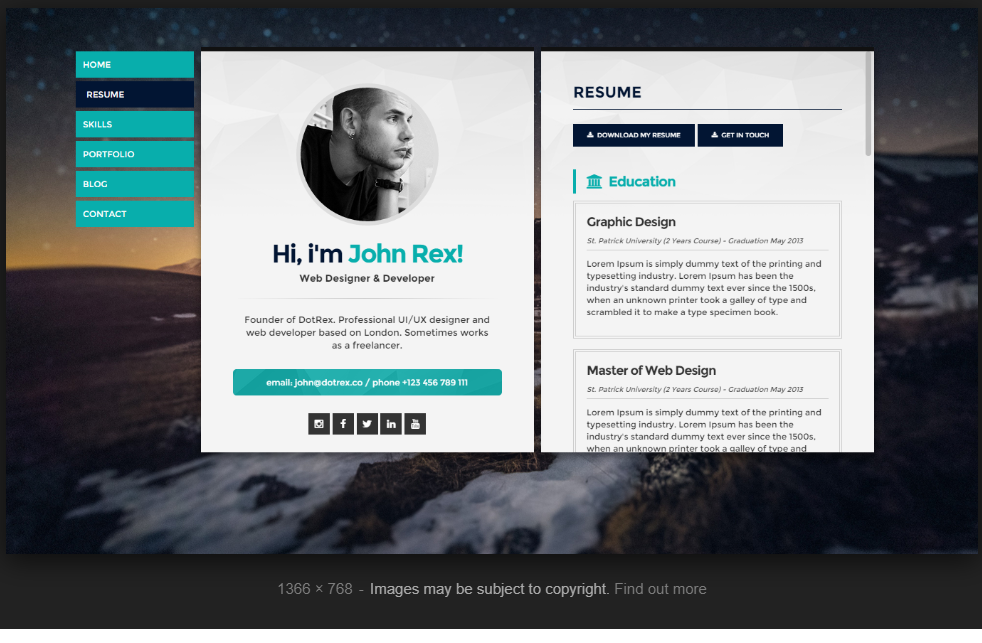 HOME
RESUME
SKILLS
PORTFOLIO
BLOG
CONTACT
Hi, i'm John Rex!
Web Designer & Developer
Founder of DotRex. Professional UI/UX designer and
web developer based on London. Sometimes works
as a freelancer.
email: john@dotrex.co / phone +123 456 789 111
RESUME
DOWNLOAD MY RESUME
GET IN TOUCH
Education
Graphic Design
St. Patrick University (2 Years Course) - Graduation May 2013
Lorem Ipsum is simply dummy text of the printing and
typesetting industry. Lorem Ipsum has been the
industry's standard dummy text ever since the 1500s,
when an unknown printer took a galley of type and
scrambled it to make a type specimen book.
Master of Web Design
St. Patrick University (2 Years Course) - Graduation May 2013
Lorem Ipsum is simply dummy text of the printing and
typesetting industry. Lorem Ipsum has been the
industry's standard dummy text ever since the 1500s,
when an unknown printer took a galley of type and
1366 × 768 - Images may be subject to copyright. Find out more